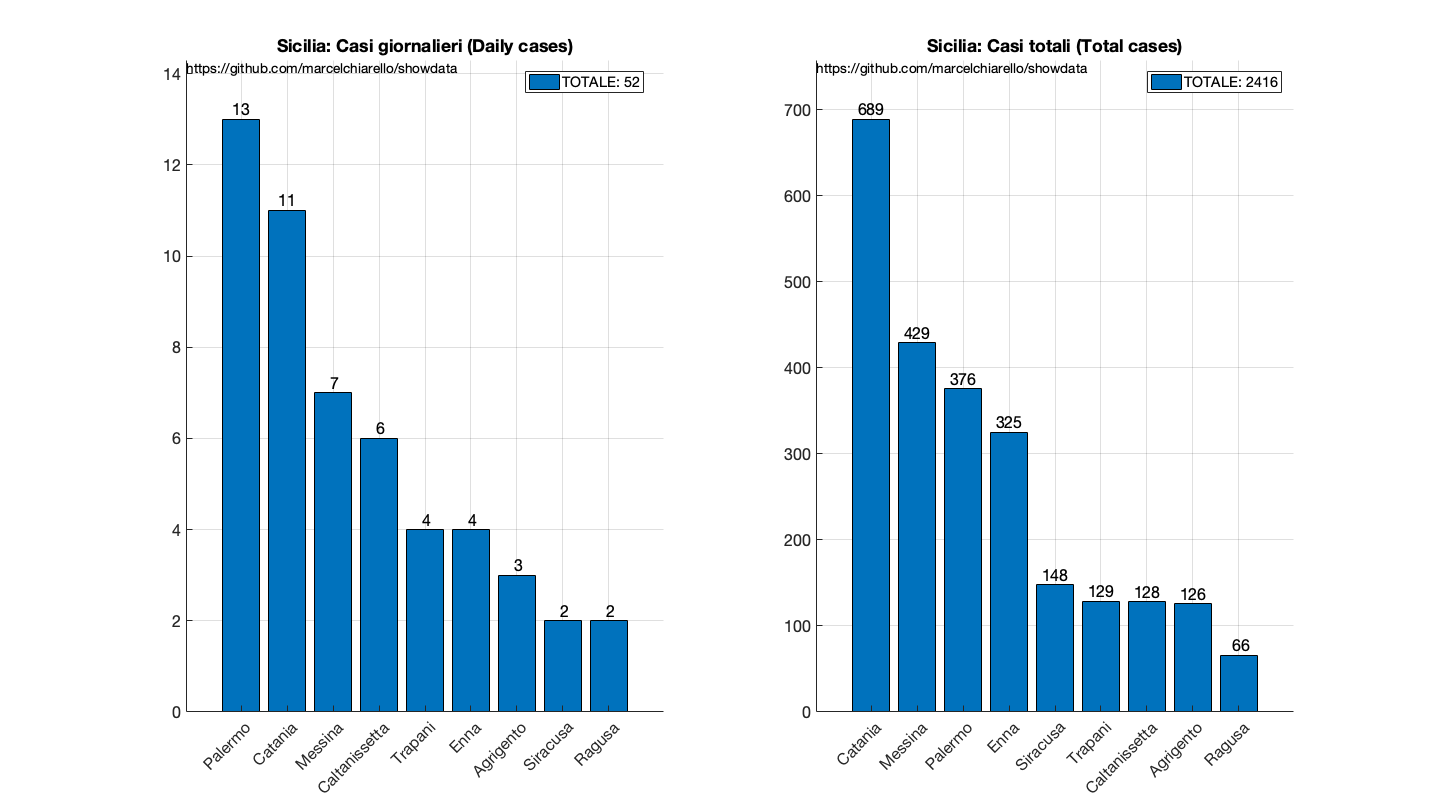 Sicilia: Casi giornalieri (Daily cases)
https://github.com/marcelchiarello/showdata
TOTALE: 52
14
12
10
8
6
4
2
0
13
11
7
6
4
4
3
2
2
Palermo
Catania
Messina
Caltanissetta
Trapani
Enna
Agrigento
Siracusa
Ragusa
Sicilia: Casi totali (Total cases)
https://github.com/marcelchiarello/showdata
TOTALE: 2416
700
600
500
400
300
200
100
0
689
429
376
325
148
129
128
126
66
Catania
Messina
Palermo
Enna
Siracusa
Trapani
Caltanissetta
Agrigento
Ragusa